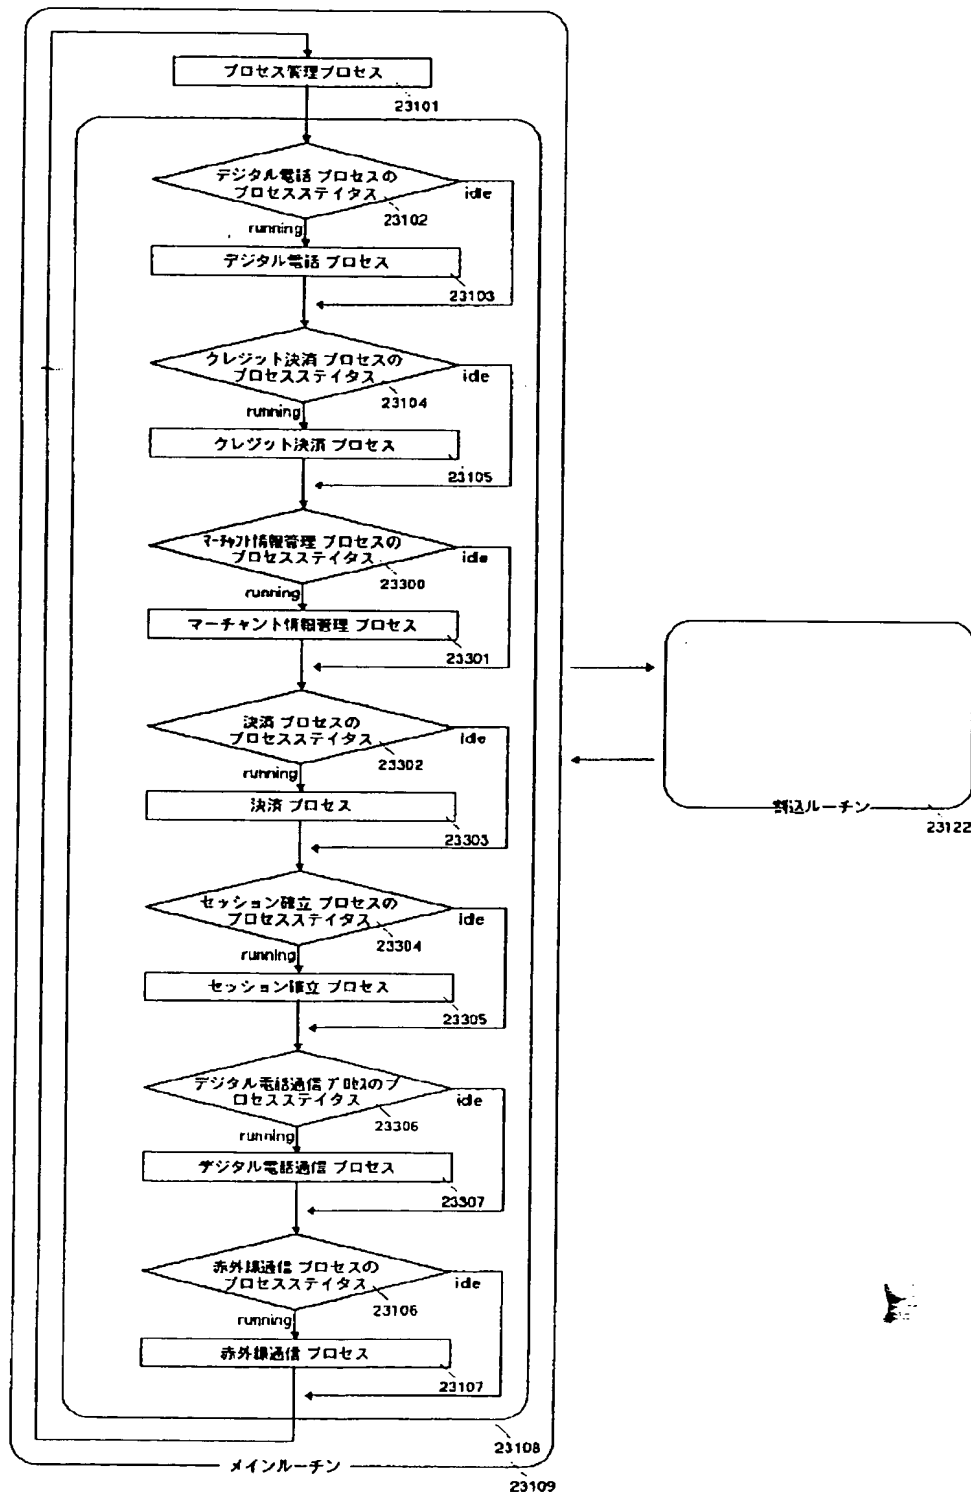 プロセス管理プロセス
23101
デジタル電話 プロセスの
プロセスステイタス
idle
23102
running
デジタル電話 プロセス
23103
クレジット決済 プロセスの
プロセスステイタス
idle
23104
running
クレジット決済 プロセス
23105
マーチャント情報管理 プロセスの
プロセスステイタス
idle
23300
running
マーチャント情報管理 プロセス
23301
決済 プロセスの
プロセスステイタス
idle
23302
running
決済 プロセス
23303
割込ルーチン
23122
セッション確立 プロセスの
プロセスステイタス
idle
23304
running
セッション確立 プロセス
23305
デジタル電話通信 プロセスのプ
ロセスステイタス
idle
23306
running
デジタル電話通信 プロセス
23307
赤外線通信 プロセスの
プロセスステイタス
idle
23106
running
赤外線通信 プロセス
23107
23108
メインルーチン
23109